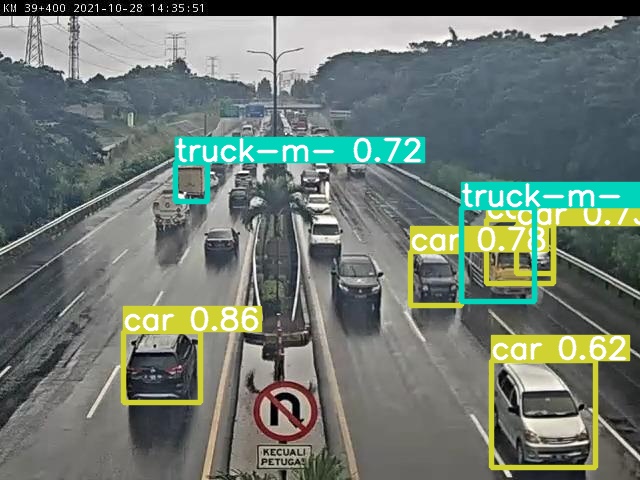 KM 39+400 2021-10-28 14:35:51
truck-m- 0.72
truck-m-
car 0.75
car 0.78
car 0.86
car 0.62
KECUALI
PETUGAS